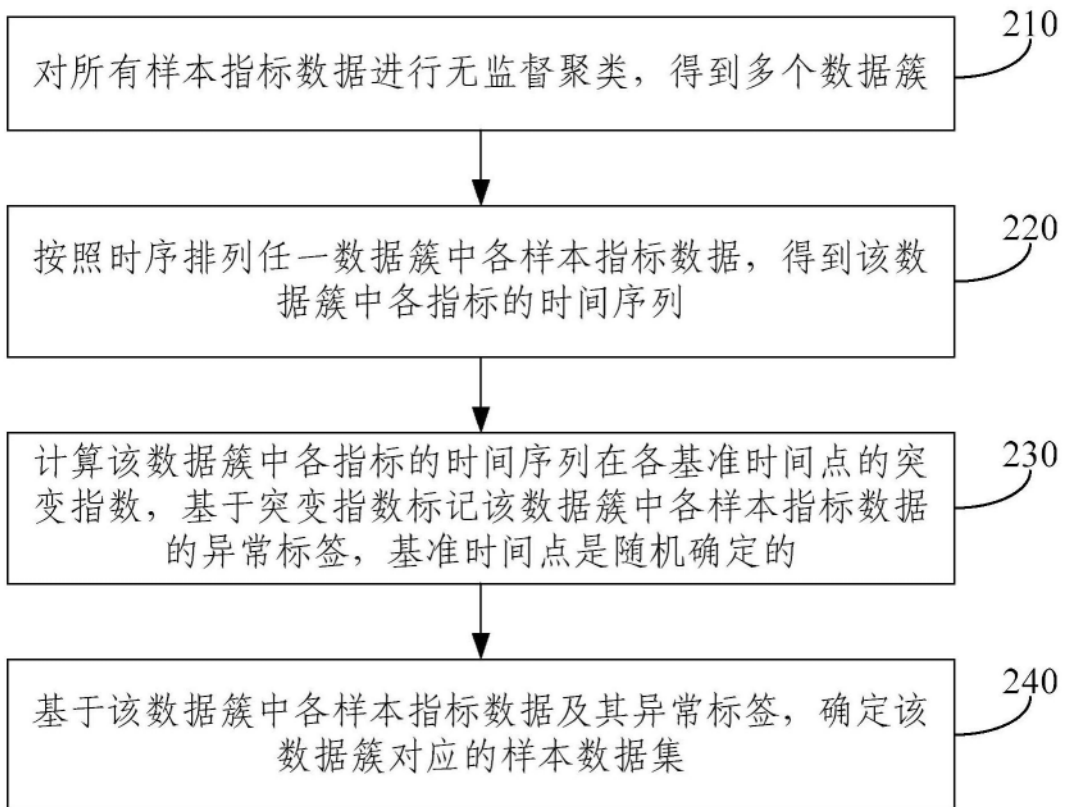 210
对所有样本指标数据进行无监督聚类，得到多个数据簇
220
按照时序排列任一数据簇中各样本指标数据，得到该数
据簇中各指标的时间序列
230
计算该数据簇中各指标的时间序列在各基准时间点的突
变指数，基于突变指数标记该数据簇中各样本指标数据
的异常标签，基准时间点是随机确定的
240
基于该数据簇中各样本指标数据及其异常标签，确定该
数据簇对应的样本数据集